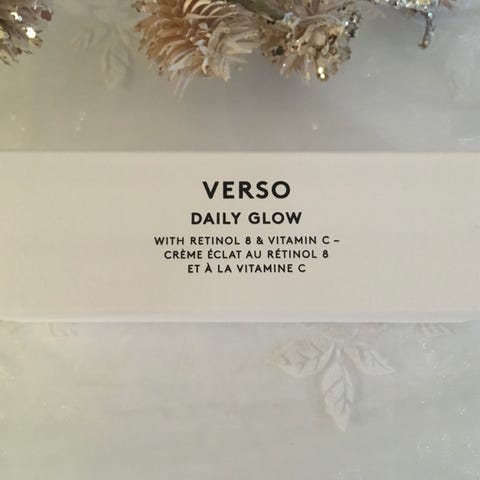 VERSO
DAILY GLOW
WITH RETINOL 8 & VITAMIN C –
CRÈME ÉCLAT AU RÉTINOL 8
ET À LA VITAMINE C